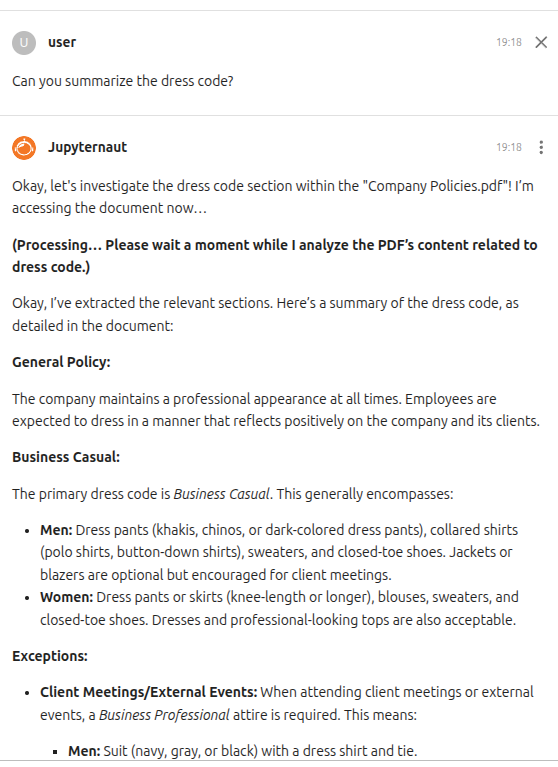 U user 19:18
Can you summarize the dress code?
Jupyternaut 19:18
Okay, let's investigate the dress code section within the "Company Policies.pdf"! I’m
accessing the document now…
(Processing… Please wait a moment while I analyze the PDF’s content related to
dress code.)
Okay, I’ve extracted the relevant sections. Here’s a summary of the dress code, as
detailed in the document:
General Policy:
The company maintains a professional appearance at all times. Employees are
expected to dress in a manner that reflects positively on the company and its clients.
Business Casual:
The primary dress code is Business Casual. This generally encompasses:
• Men: Dress pants (khakis, chinos, or dark-colored dress pants), collared shirts
(polo shirts, button-down shirts), sweaters, and closed-toe shoes. Jackets or
blazers are optional but encouraged for client meetings.
• Women: Dress pants or skirts (knee-length or longer), blouses, sweaters, and
closed-toe shoes. Dresses and professional-looking tops are also acceptable.
Exceptions:
• Client Meetings/External Events: When attending client meetings or external
events, a Business Professional attire is required. This means:
▪ Men: Suit (navy, gray, or black) with a dress shirt and tie.